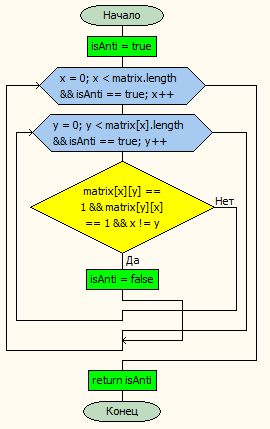 Начало
isAnti = true
x = 0; x < matrix.length
&& isAnti == true; x++
y = 0; y < matrix[x].length
&& isAnti == true; y++
matrix[x][y] ==
1 && matrix[y][x]
== 1 && x != y
Нет
Да
isAnti = false
return isAnti
Конец